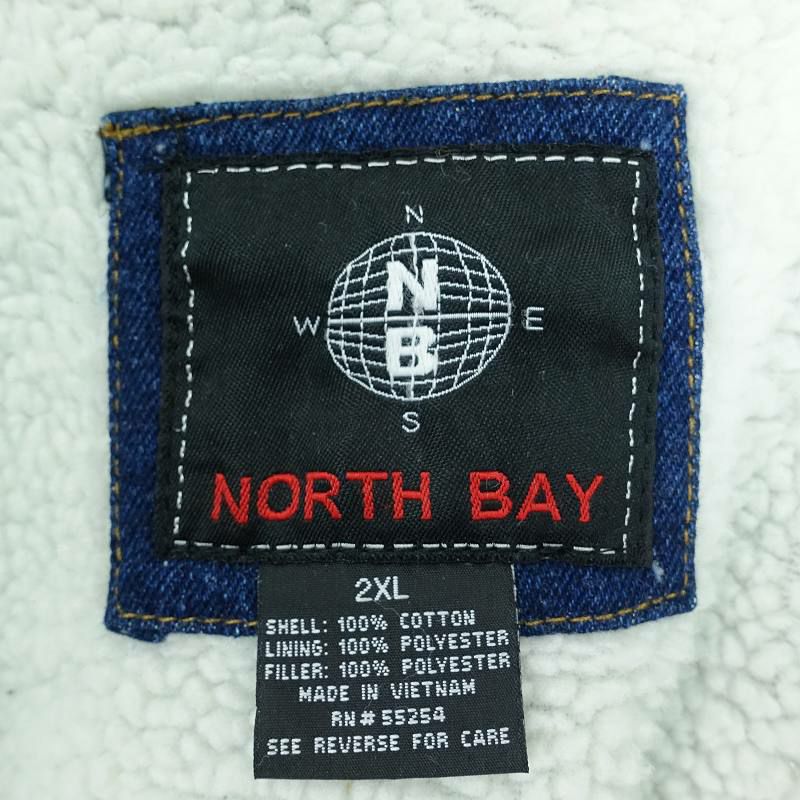 N
N
W B E
S
NORTH BAY
2XL
SHELL: 100% COTTON
LINING: 100% POLYESTER
FILLER: 100% POLYESTER
MADE IN VIETNAM
RN# 55254
SEE REVERSE FOR CARE